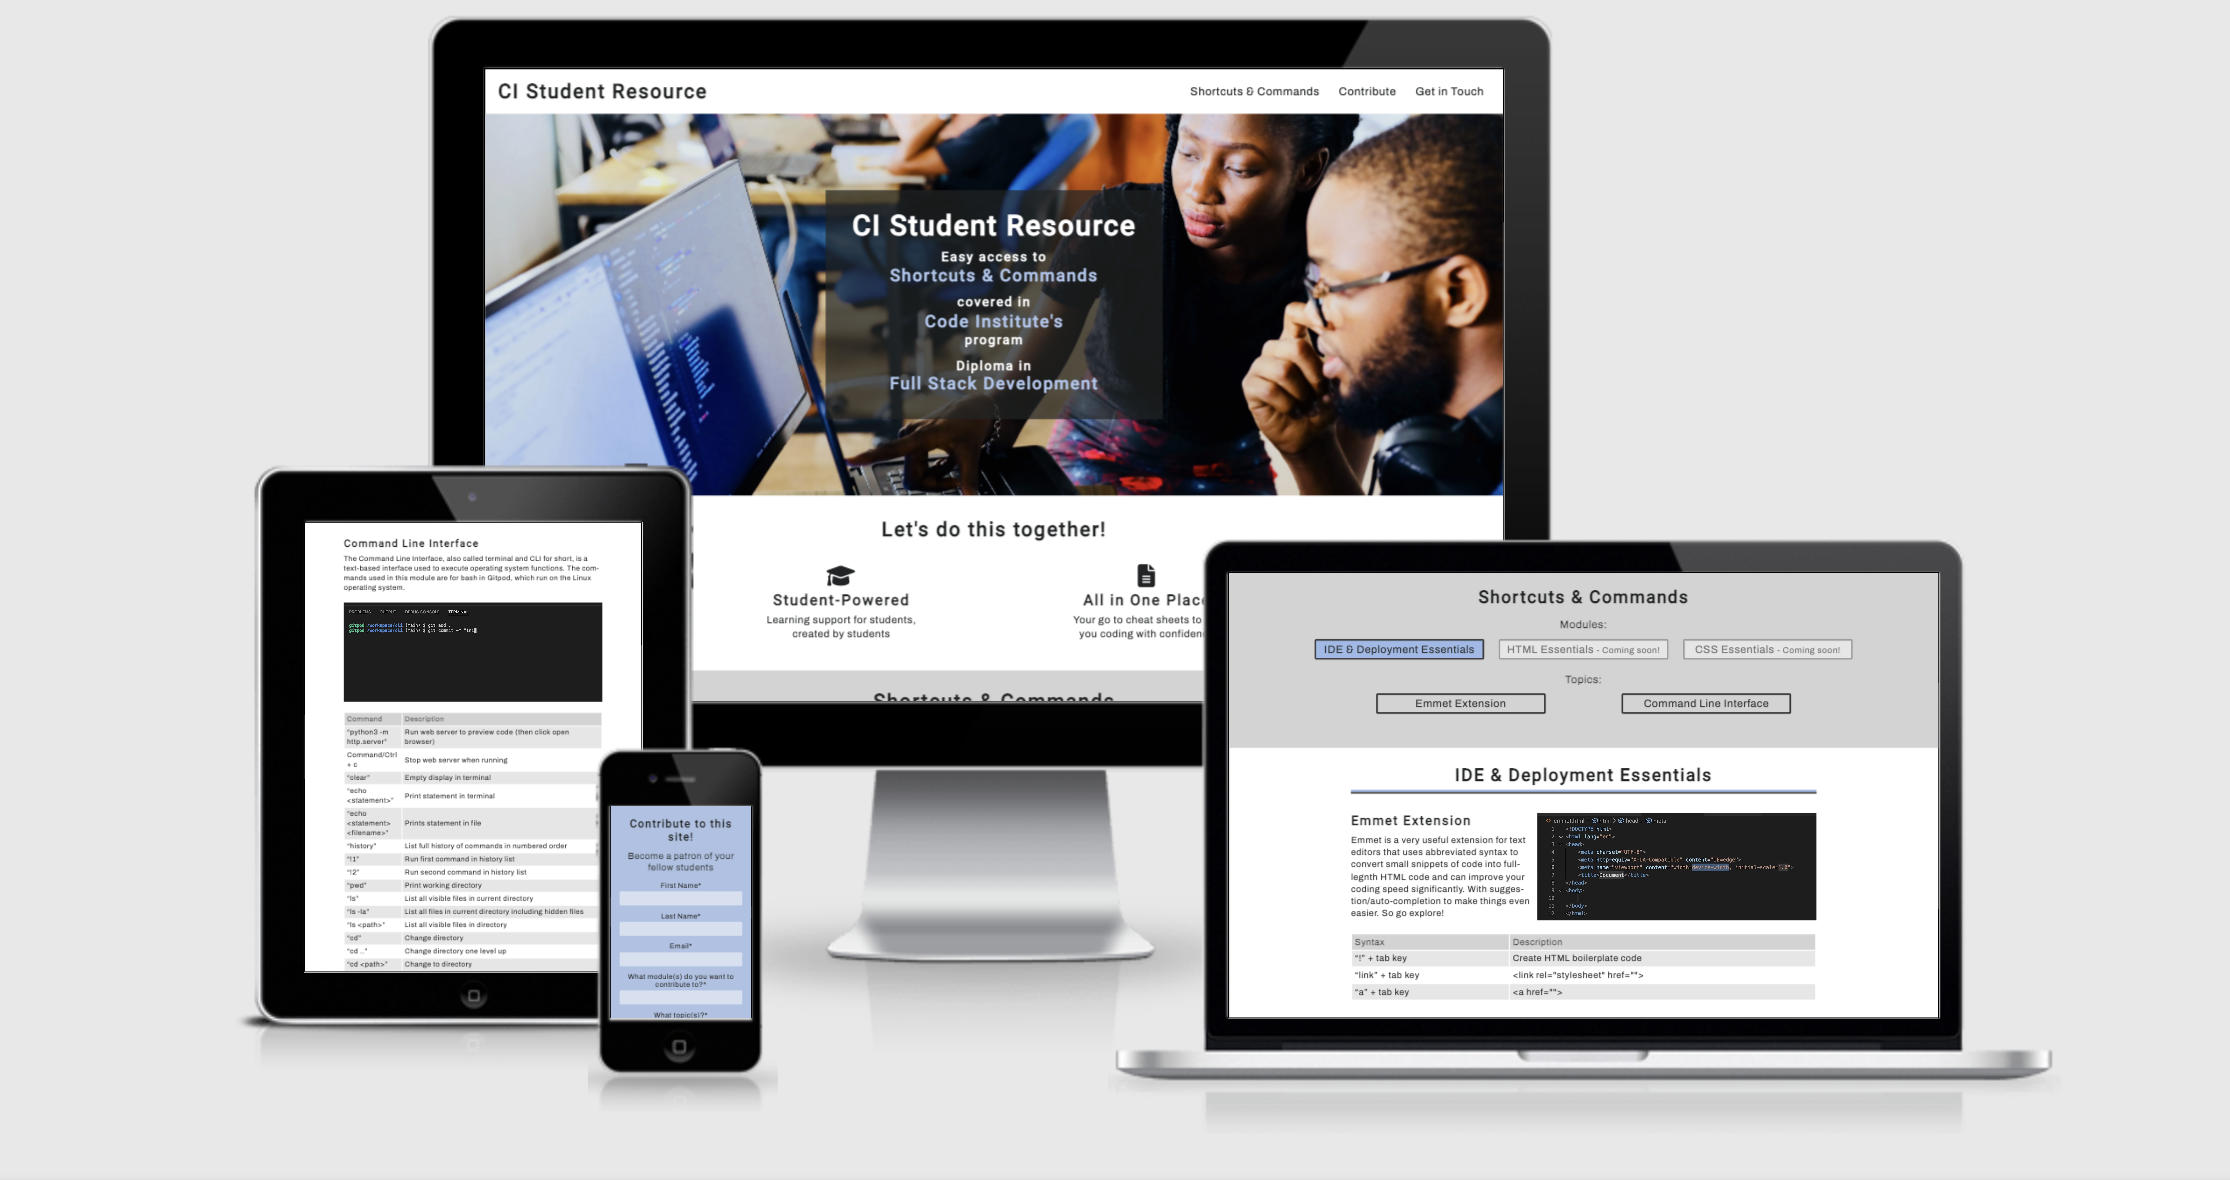 CI Student Resource
Shortcuts & Commands Contribute Get in Touch
CI Student Resource
Easy access to
Shortcuts & Commands
covered in
Code Institute's
program
Diploma in
Full Stack Development
Let's do this together!
Student-Powered
Learning support for students,
created by students
All in One Plac
Your go to cheat sheets to
you coding with confiden
Shortcuts & Commands
Command Line Interface
The Command Line Interface, also called terminal and CLI for short, is a
text-based interface used to execute operating system functions. The com-
mands used in this module are for bash in Gitpod, which run on the Linux
operating system.
Command Description
"python3 -m http.server" Run web server to preview code (then click open browser)
Command/Ctrl + c Stop web server when running
"clear" Empty display in terminal
"echo <statement>" Print statement in terminal
"echo <statement> <filename>" Prints statement in file
"history" List full history of commands in numbered order
"!1" Run first command in history list
"!2" Run second command in history list
"pwd" Print working directory
"ls" List all visible files in current directory
"ls -la" List all files in current directory including hidden files
"ls <path>" List all visible files in directory
"cd" Change directory
"cd .." Change directory one level up
"cd <path>" Change to directory
Contribute to this
site!
Become a patron of your
fellow students
First Name*
Last Name*
Email*
What module(s) do you want to
contribute to?*
What topic(s)?*
Shortcuts & Commands
Modules:
IDE & Deployment Essentials HTML Essentials - Coming soon! CSS Essentials - Coming soon!
Topics:
Emmet Extension Command Line Interface
IDE & Deployment Essentials
Emmet Extension
Emmet is a very useful extension for text
editors that uses abbreviated syntax to
convert small snippets of code into full-
legnth HTML code and can improve your
coding speed significantly. With sugges-
tion/auto-completion to make things even
easier. So go explore!
Syntax Description
"!" + tab key Create HTML boilerplate code
"link" + tab key <link rel="stylesheet" href="">
"a" + tab key <a href="">